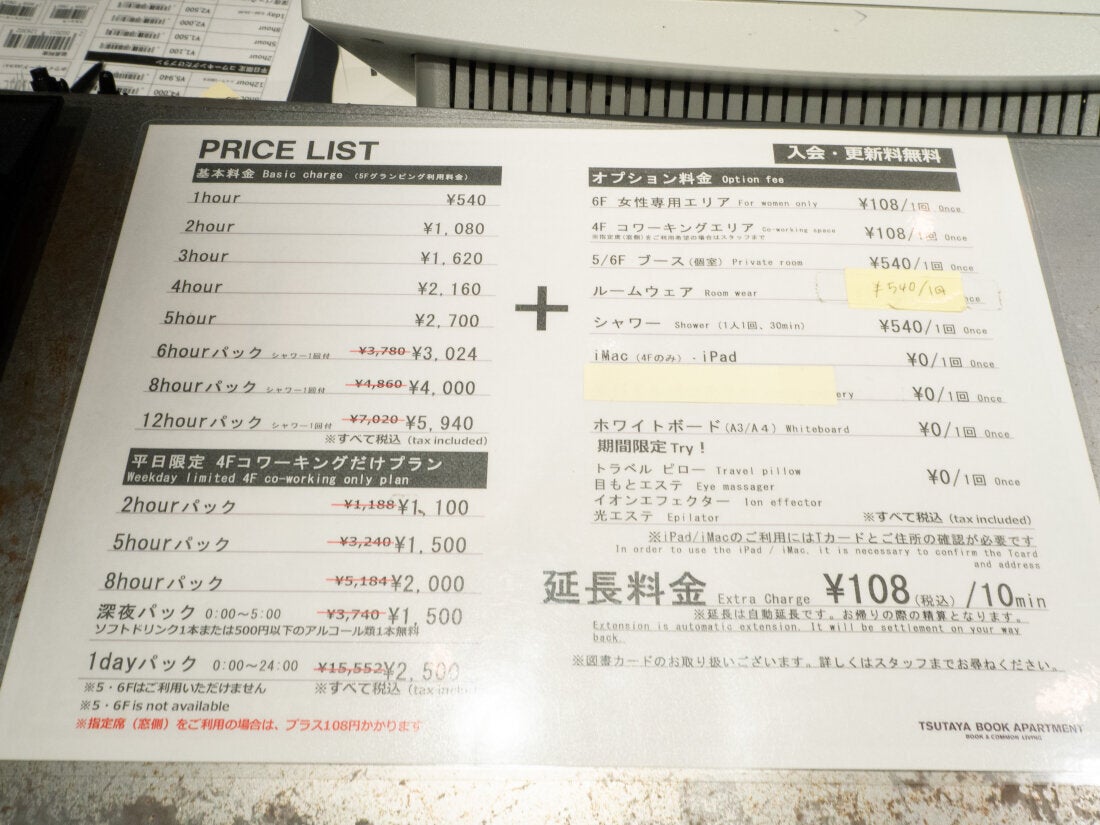 PRICE LIST
基本料金 Basic charge (5Fグランピング利用料金)
1hour ¥540
2hour ¥1,080
3hour ¥1,620
4hour ¥2,160
5hour ¥2,700
6hourパック シャワー1回付 ¥3,780 ¥3,024
8hourパック シャワー1回付 ¥4,860 ¥4,000
12hourパック シャワー1回付 ¥7,020 ¥5,940
※すべて税込 (tax included)
平日限定 4Fコワーキングだけプラン
Weekday limited 4F co-working only plan
2hourパック ¥1,188 ¥1,100
5hourパック ¥3,240 ¥1,500
8hourパック ¥5,184 ¥2,000
深夜パック 0:00～5:00 ¥3,740 ¥1,500
ソフトドリンク1本または500円以下のアルコール類1本無料
1dayパック 0:00～24:00 ¥15,552 ¥2,500
※5・6Fはご利用いただけません ※すべて税込 (tax
※5・6F is not available
※指定席（窓側）をご利用の場合は、プラス108円かかります
+
入会・更新料無料
オプション料金 Option fee
6F 女性専用エリア For women only ¥108/1回 Once
4F コワーキングエリア Co-working space ¥108/1回 Once
※指定席(窓側)をご利用希望の場合はスタッフまで
5/6F ブース(個室) Private room ¥540/1回 Once
ルームウェア Room wear ¥540/1回
シャワー Shower (1人1回、30min) ¥540/1回 Once
iMac (4Fのみ)・iPad ¥0/1回 Once
ery ¥0/1回 Once
ホワイトボード(A3/A4) Whiteboard ¥0/1回 Once
期間限定Try！
トラベル ピロー Travel pillow
目もとエステ Eye massager ¥0/1回 Once
イオンエフェクター Ion effector
光エステ Epilator ※すべて税込 (tax included)
※iPad/iMacのご利用にはTカードとご住所の確認が必要です
In order to use the iPad / iMac, it is necessary to confirm the Tcard
and address
延長料金 Extra Charge ¥108(税込)/10min
※延長は自動延長です。お帰りの際の精算となります。
Extension is automatic extension. It will be settlement on your way
back.
※図書カードのお取り扱いございます。詳しくはスタッフまでお尋ねください。
TSUTAYA BOOK APARTMENT
BOOK & COMMON LIVING